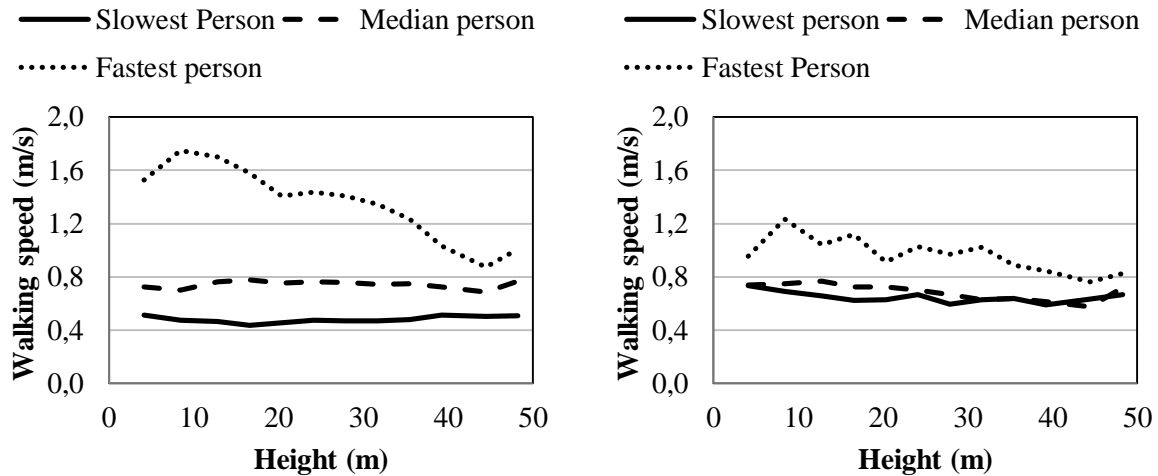 Slowest Person Median person
Fastest person
Walking speed (m/s)
2,0
1,6
1,2
0,8
0,4
0,0
0 10 20 30 40 50
Height (m)
Slowest person Median person
Fastest Person
Walking speed (m/s)
2,0
1,6
1,2
0,8
0,4
0,0
0 10 20 30 40 50
Height (m)